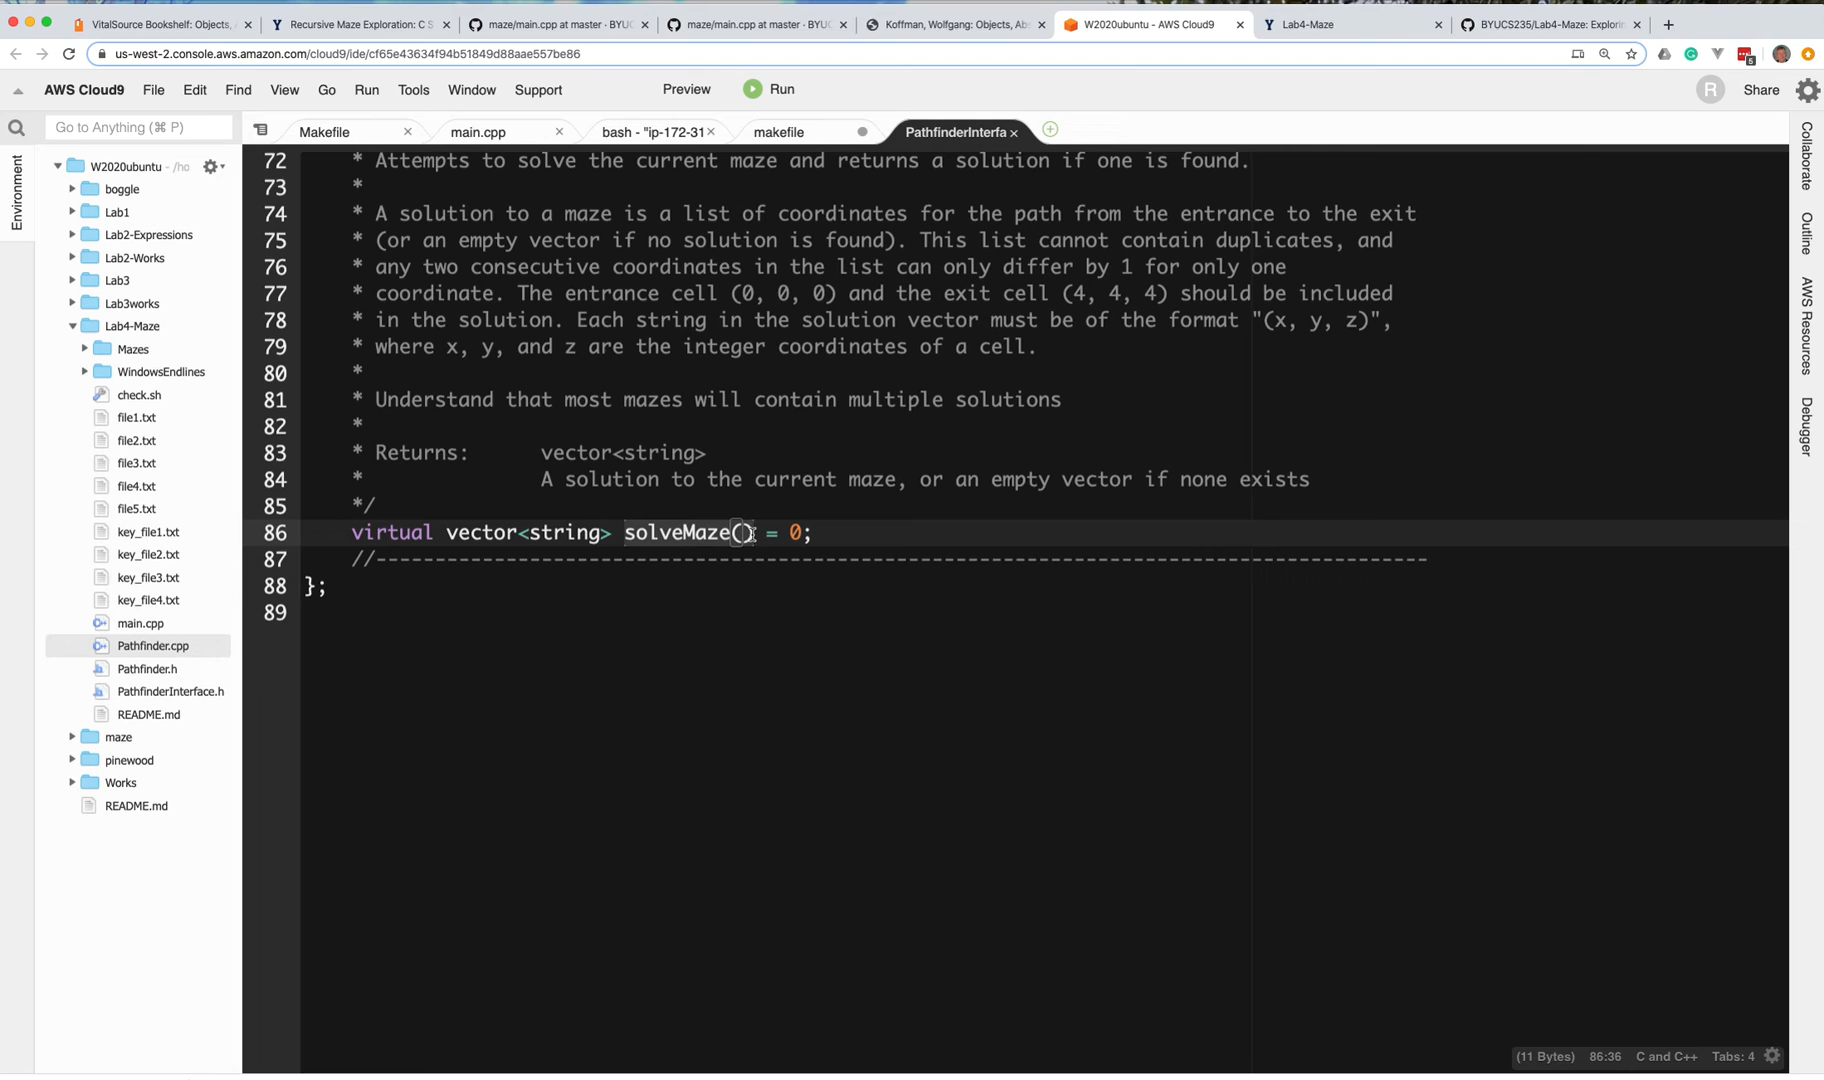 VitalSource Bookshelf: Objects, A
Recursive Maze Exploration: C S
maze/main.cpp at master · BYUC
maze/main.cpp at master · BYUC
Koffman, Wolfgang: Objects, Abs
W2020ubuntu - AWS Cloud9
Lab4-Maze
BYUCS235/Lab4-Maze: Explorin
us-west-2.console.aws.amazon.com/cloud9/ide/cf65e43634f94b51849d88aae557be86
5
AWS Cloud9 File Edit Find View Go Run Tools Window Support Preview Run R Share
Go to Anything (⌘ P)
Makefile
main.cpp
bash - "ip-172-31
makefile
PathfinderInterfa
Environment
W2020ubuntu - /ho
boggle
Lab1
Lab2-Expressions
Lab2-Works
Lab3
Lab3works
Lab4-Maze
Mazes
WindowsEndlines
check.sh
file1.txt
file2.txt
file3.txt
file4.txt
file5.txt
key_file1.txt
key_file2.txt
key_file3.txt
key_file4.txt
main.cpp
Pathfinder.cpp
Pathfinder.h
PathfinderInterface.h
README.md
maze
pinewood
Works
README.md
72 * Attempts to solve the current maze and returns a solution if one is found.
73 *
74 * A solution to a maze is a list of coordinates for the path from the entrance to the exit
75 * (or an empty vector if no solution is found). This list cannot contain duplicates, and
76 * any two consecutive coordinates in the list can only differ by 1 for only one
77 * coordinate. The entrance cell (0, 0, 0) and the exit cell (4, 4, 4) should be included
78 * in the solution. Each string in the solution vector must be of the format "(x, y, z)",
79 * where x, y, and z are the integer coordinates of a cell.
80 *
81 * Understand that most mazes will contain multiple solutions
82 *
83 * Returns: vector<string>
84 * A solution to the current maze, or an empty vector if none exists
85 */
86 virtual vector<string> solveMaze() = 0;
87 //-----------------------------------------------------------------------------------------
88 };
89
Collaborate
Outline
AWS Resources
Debugger
(11 Bytes) 86:36 C and C++ Tabs: 4